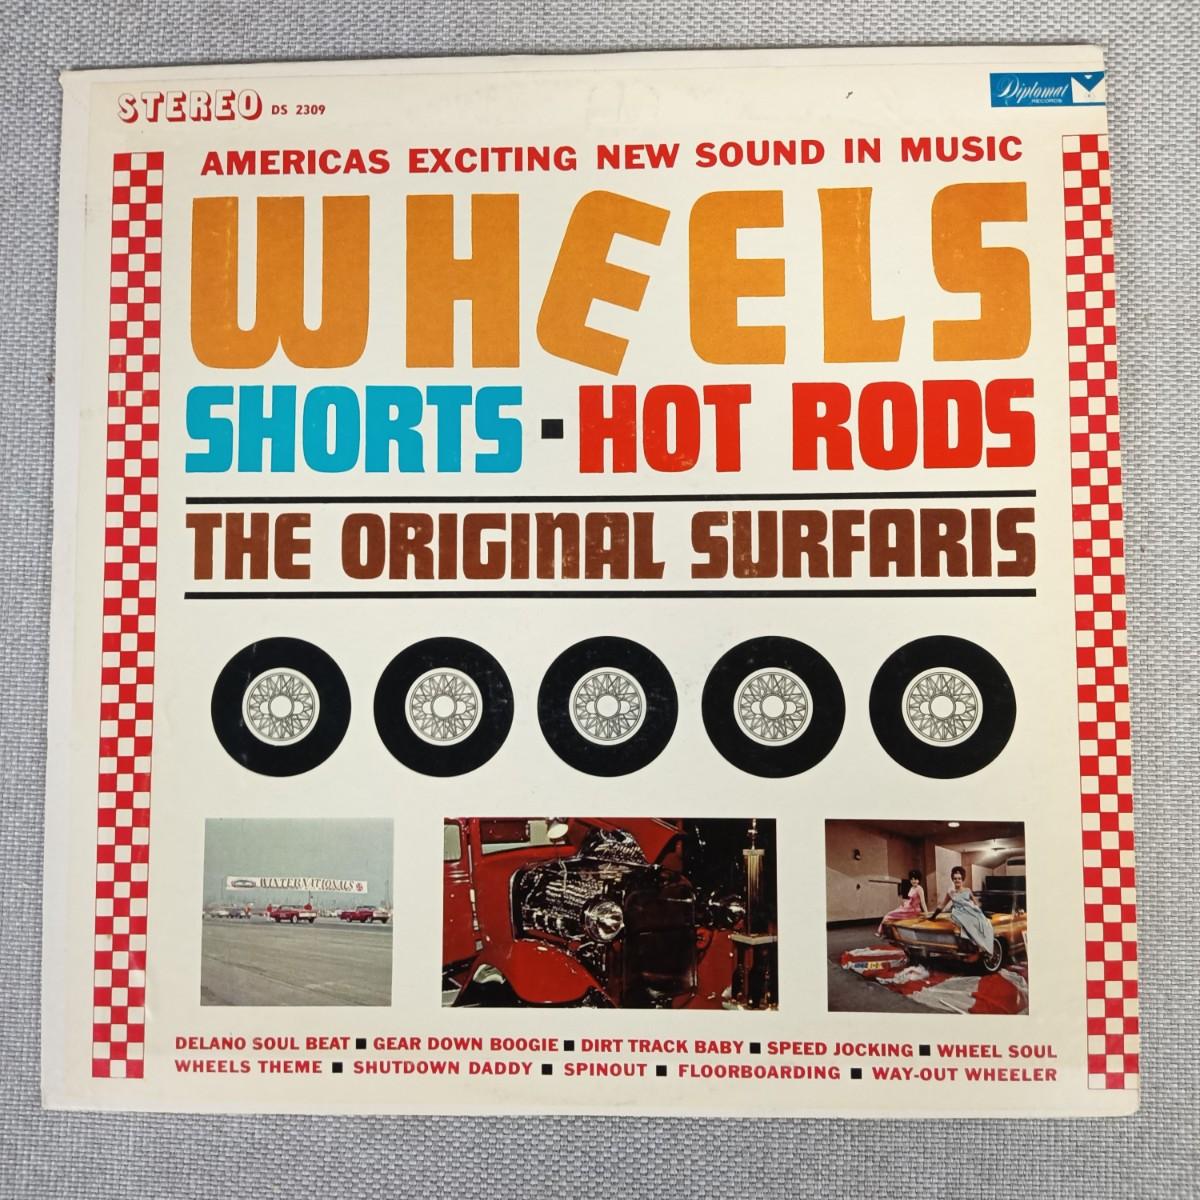 STEREO DS 2309
Diplomat
RECORDS
AMERICAS EXCITING NEW SOUND IN MUSIC
WHEELS
SHORTS ▪ HOT RODS
THE ORIGINAL SURFARIS
WINTERNATIONALS
DELANO SOUL BEAT ■ GEAR DOWN BOOGIE ■ DIRT TRACK BABY ■ SPEED JOCKING ■ WHEEL SOUL
WHEELS THEME ■ SHUTDOWN DADDY ■ SPINOUT ■ FLOORBOARDING ■ WAY-OUT WHEELER